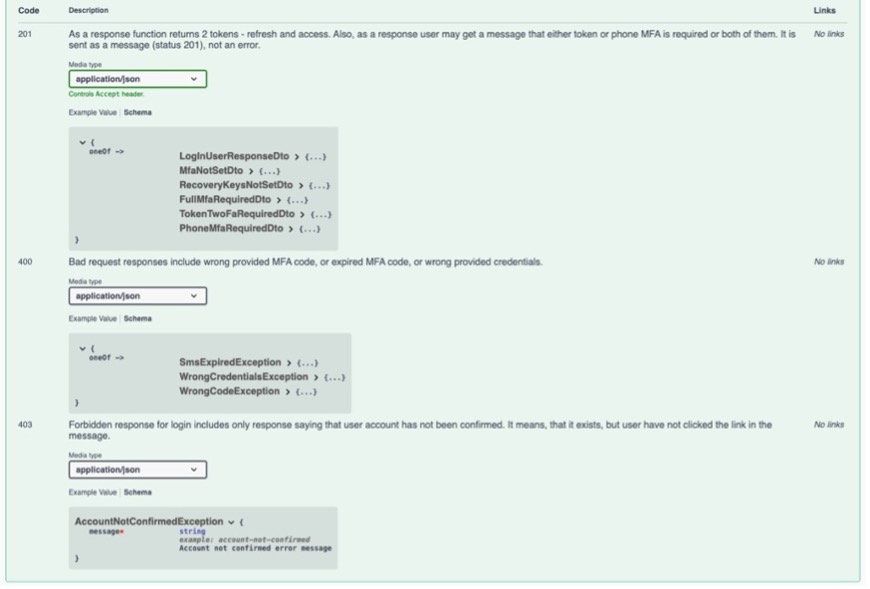 Code Description Links
201 As a response function returns 2 tokens - refresh and access. Also, as a response user may get a message that either token or phone MFA is required or both of them. It is No links
sent as a message (status 201), not an error.
Media type
application/json
Controls Accept header.
Example Value | Schema
{
oneOf ->
LogInUserResponseDto > {...}
MfaNotSetDto > {...}
RecoveryKeysNotSetDto > {...}
FullMfaRequiredDto > {...}
TokenTwoFaRequiredDto > {...}
PhoneMfaRequiredDto > {...}
}
400 Bad request responses include wrong provided MFA code, or expired MFA code, or wrong provided credentials. No links
Media type
application/json
Example Value | Schema
{
oneOf ->
SmsExpiredException > {...}
WrongCredentialsException > {...}
WrongCodeException > {...}
}
403 Forbidden response for login includes only response saying that user account has not been confirmed. It means, that it exists, but user have not clicked the link in the No links
message.
Media type
application/json
Example Value | Schema
AccountNotConfirmedException {
message* string
example: account-not-confirmed
Account not confirmed error message
}